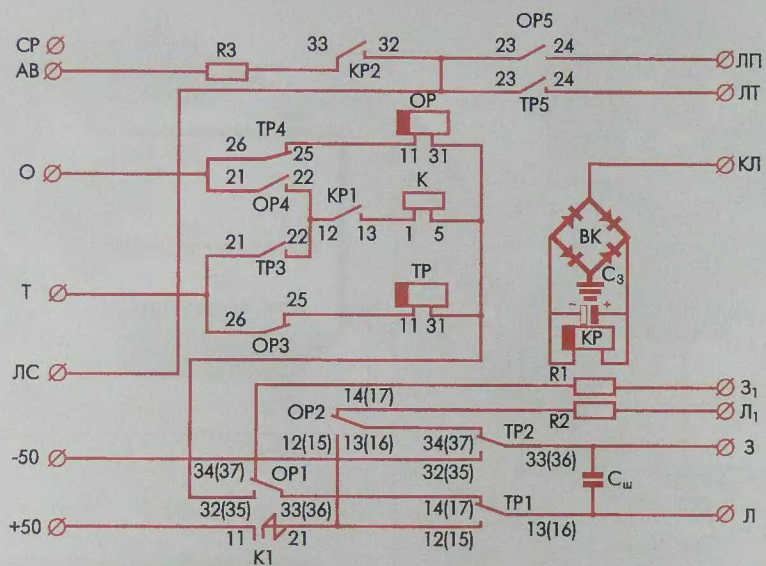 СР
АВ
R3
33
32
КР2
ОР5
23
24
ЛП
23
24
ТР5
ЛТ
ОР
11 31
ТР4
26
25
О
21
22
ОР4
КР1
12
13
К
1 5
КЛ
ВК
С3
− +
КР
21
22
ТР3
Т
25
26
ОР3
ТР
11 31
ЛС
R1
З1
14(17)
R2
Л1
ОР2
12(15)
13(16)
34(37)
ТР2
32(35)
33(36)
З
-50
34(37)
ОР1
32(35)
33(36)
Сш
14(17)
ТР1
12(15)
13(16)
Л
+50
11
21
К1